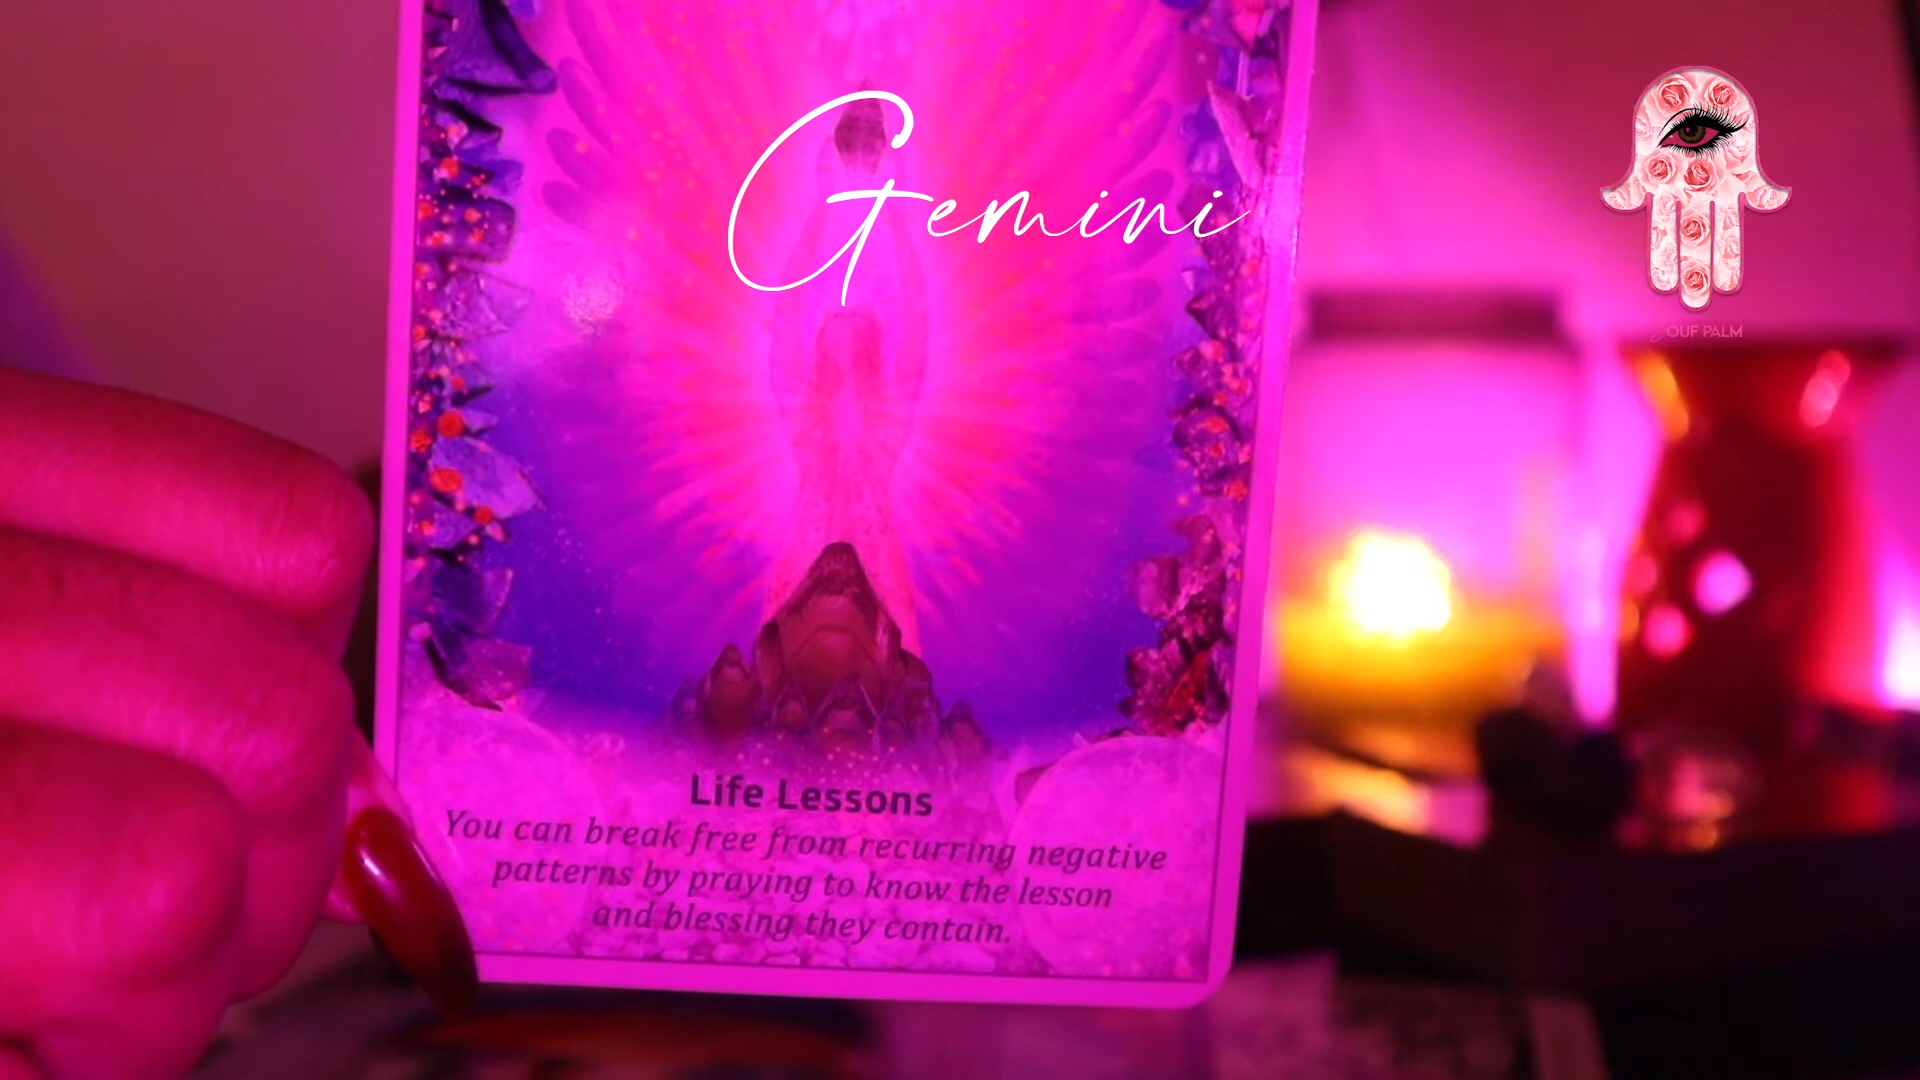 Gemini
OUF PALM
Life Lessons
You can break free from recurring negative
patterns by praying to know the lesson
and blessing they contain.